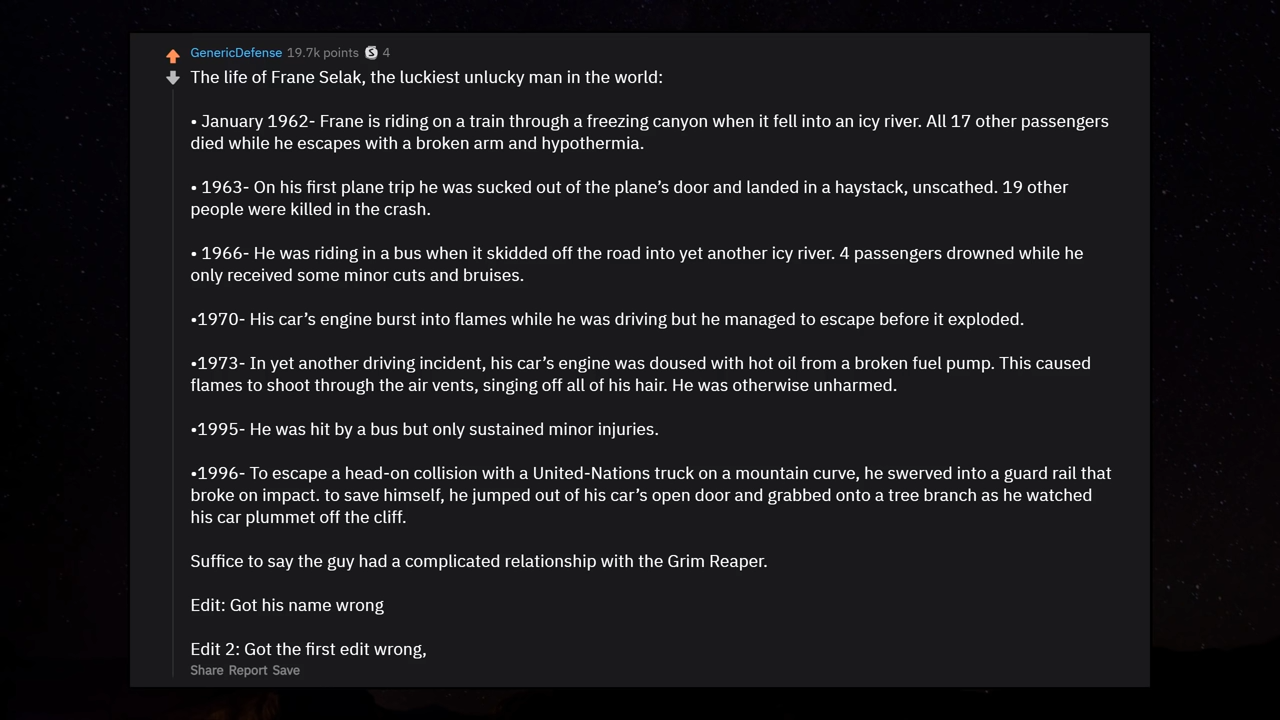 GenericDefense 19.7k points S 4
The life of Frane Selak, the luckiest unlucky man in the world:
• January 1962- Frane is riding on a train through a freezing canyon when it fell into an icy river. All 17 other passengers
died while he escapes with a broken arm and hypothermia.
• 1963- On his first plane trip he was sucked out of the plane’s door and landed in a haystack, unscathed. 19 other
people were killed in the crash.
• 1966- He was riding in a bus when it skidded off the road into yet another icy river. 4 passengers drowned while he
only received some minor cuts and bruises.
•1970- His car’s engine burst into flames while he was driving but he managed to escape before it exploded.
•1973- In yet another driving incident, his car’s engine was doused with hot oil from a broken fuel pump. This caused
flames to shoot through the air vents, singing off all of his hair. He was otherwise unharmed.
•1995- He was hit by a bus but only sustained minor injuries.
•1996- To escape a head-on collision with a United-Nations truck on a mountain curve, he swerved into a guard rail that
broke on impact. to save himself, he jumped out of his car’s open door and grabbed onto a tree branch as he watched
his car plummet off the cliff.
Suffice to say the guy had a complicated relationship with the Grim Reaper.
Edit: Got his name wrong
Edit 2: Got the first edit wrong,
Share Report Save